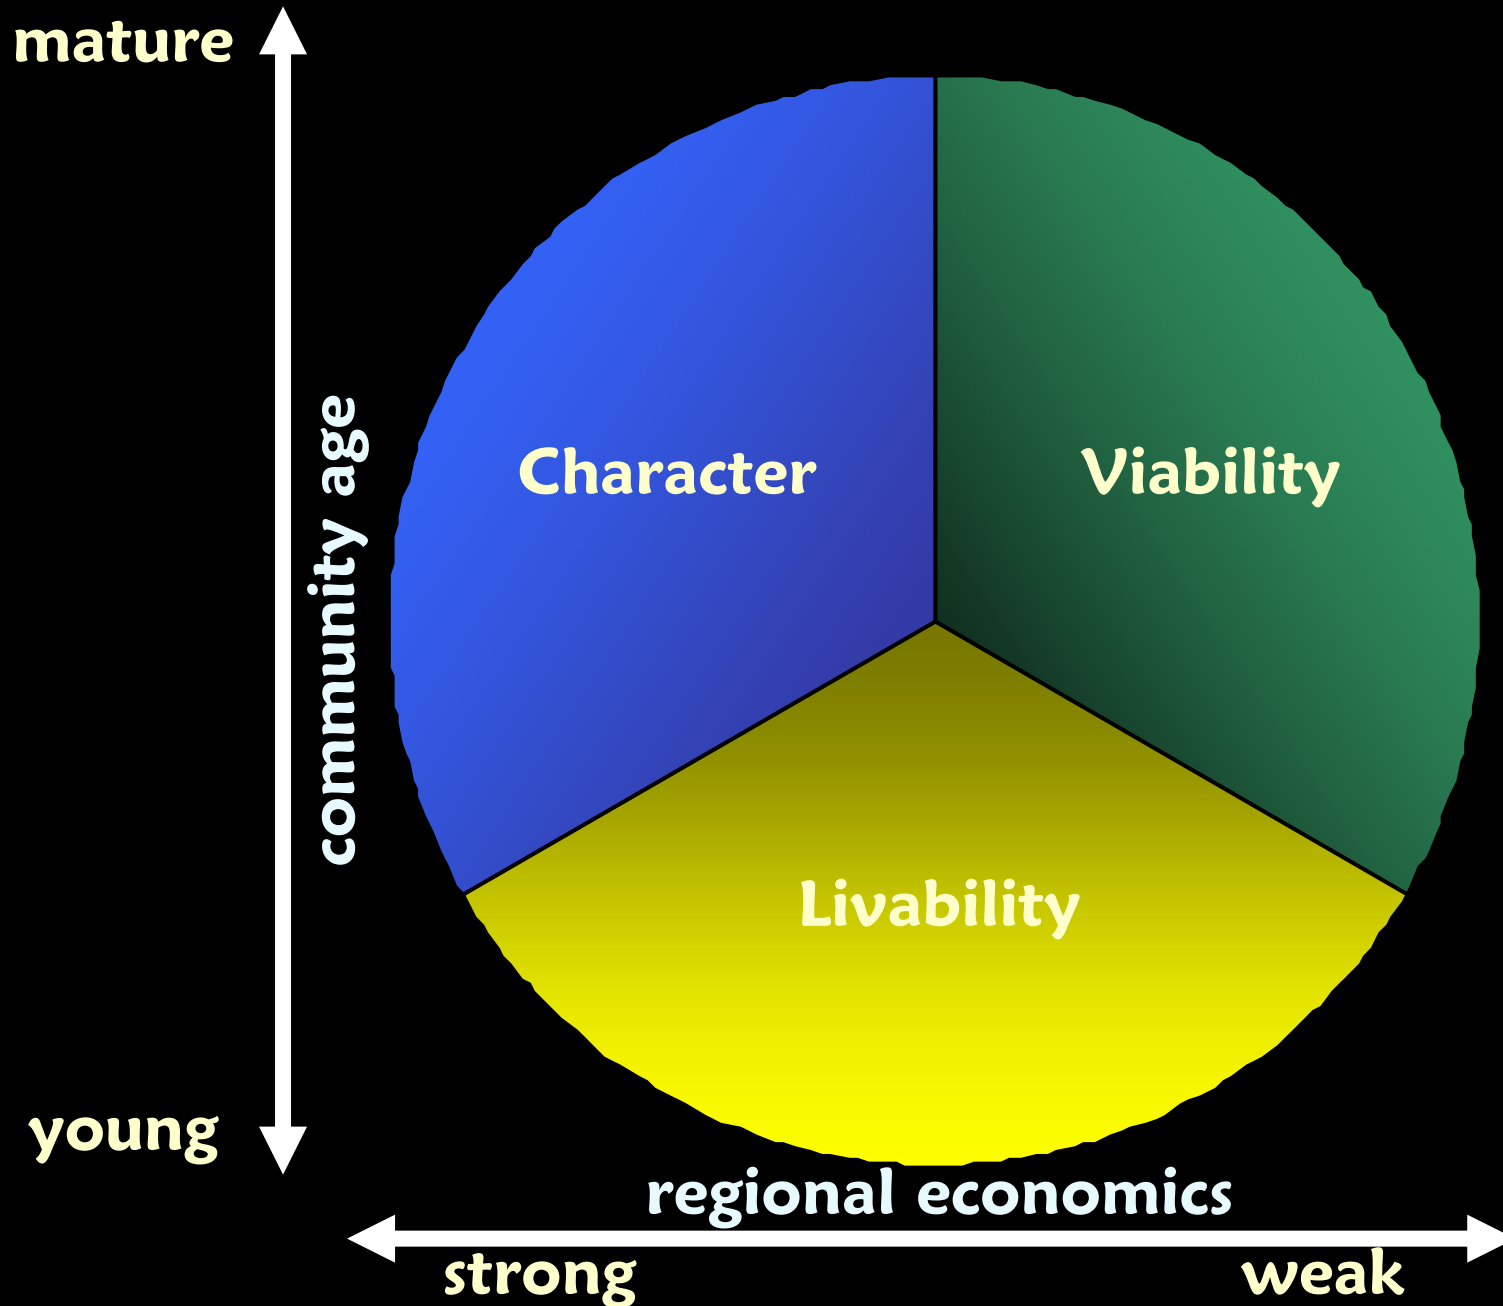 mature
community age
Character
Viability
Livability
young
regional economics
strong
weak